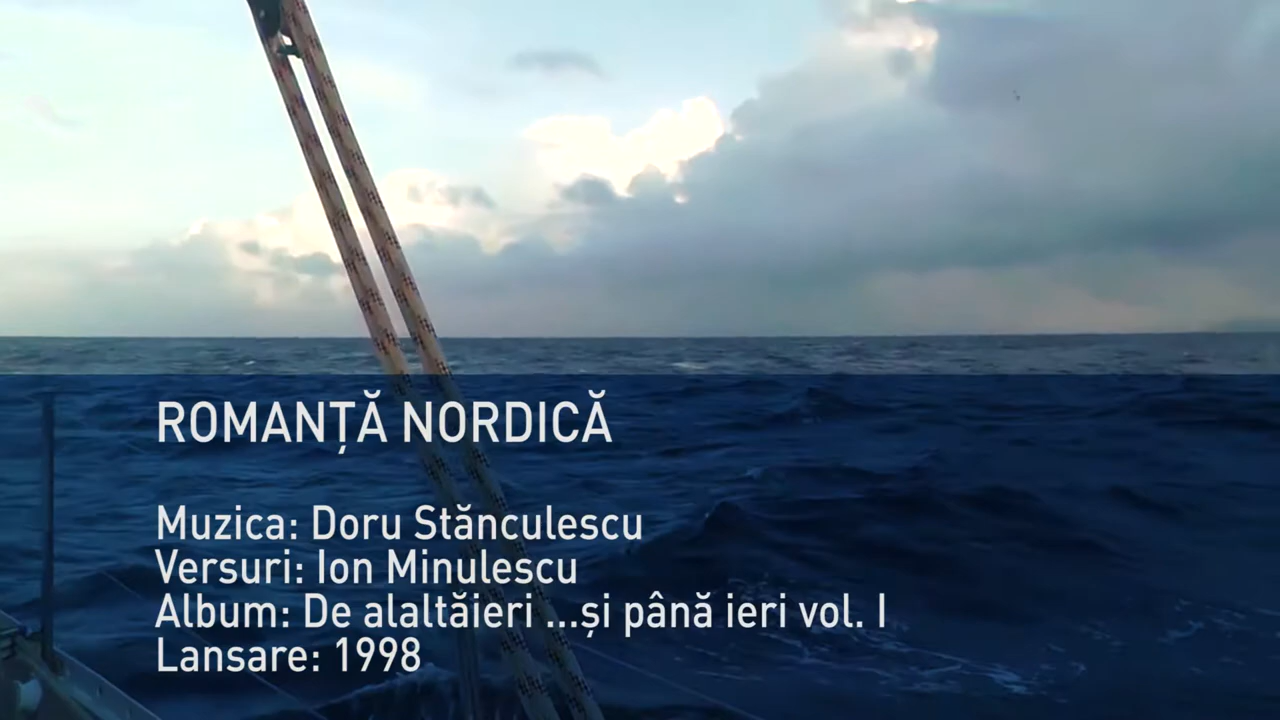 ROMANȚĂ NORDICĂ
Muzica: Doru Stănculescu
Versuri: Ion Minulescu
Album: De alaltăieri ...și până ieri vol. I
Lansare: 1998